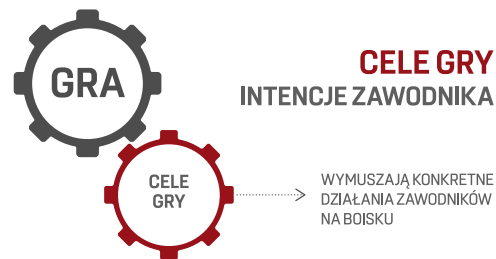 GRA
CELE GRY
INTENCJE ZAWODNIKA
CELE
GRY
WYMUSZAJĄ KONKRETNE
DZIAŁANIA ZAWODNIKÓW
NA BOISKU